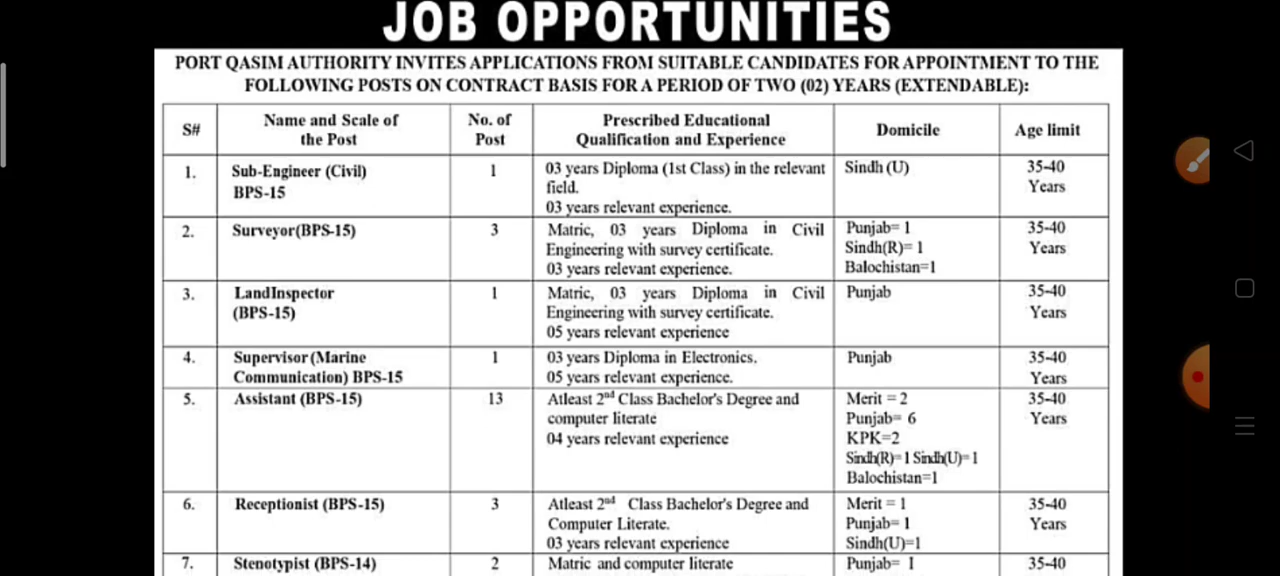 JOB OPPORTUNITIES
PORT QASIM AUTHORITY INVITES APPLICATIONS FROM SUITABLE CANDIDATES FOR APPOINTMENT TO THE
FOLLOWING POSTS ON CONTRACT BASIS FOR A PERIOD OF TWO (02) YEARS (EXTENDABLE):
S#
Name and Scale of
the Post
No. of
Post
Prescribed Educational
Qualification and Experience
Domicile
Age limit
1.
Sub-Engineer (Civil)
BPS-15
1
03 years Diploma (1st Class) in the relevant
field.
03 years relevant experience.
Sindh (U)
35-40
Years
2.
Surveyor(BPS-15)
3
Matric, 03 years Diploma in Civil
Engineering with survey certificate.
03 years relevant experience.
Punjab= 1
Sindh(R)= 1
Balochistan=1
35-40
Years
3.
LandInspector
(BPS-15)
1
Matric, 03 years Diploma in Civil
Engineering with survey certificate.
05 years relevant experience
Punjab
35-40
Years
4.
Supervisor (Marine
Communication) BPS-15
1
03 years Diploma in Electronics.
05 years relevant experience.
Punjab
35-40
Years
5.
Assistant (BPS-15)
13
Atleast 2nd Class Bachelor's Degree and
computer literate
04 years relevant experience
Merit = 2
Punjab= 6
KPK=2
Sindh(R)=1 Sindh(U)=1
Balochistan=1
35-40
Years
6.
Receptionist (BPS-15)
3
Atleast 2nd Class Bachelor's Degree and
Computer Literate.
03 years relevant experience
Merit = 1
Punjab= 1
Sindh(U)=1
35-40
Years
7.
Stenotypist (BPS-14)
2
Matric and computer literate
Punjab= 1
35-40